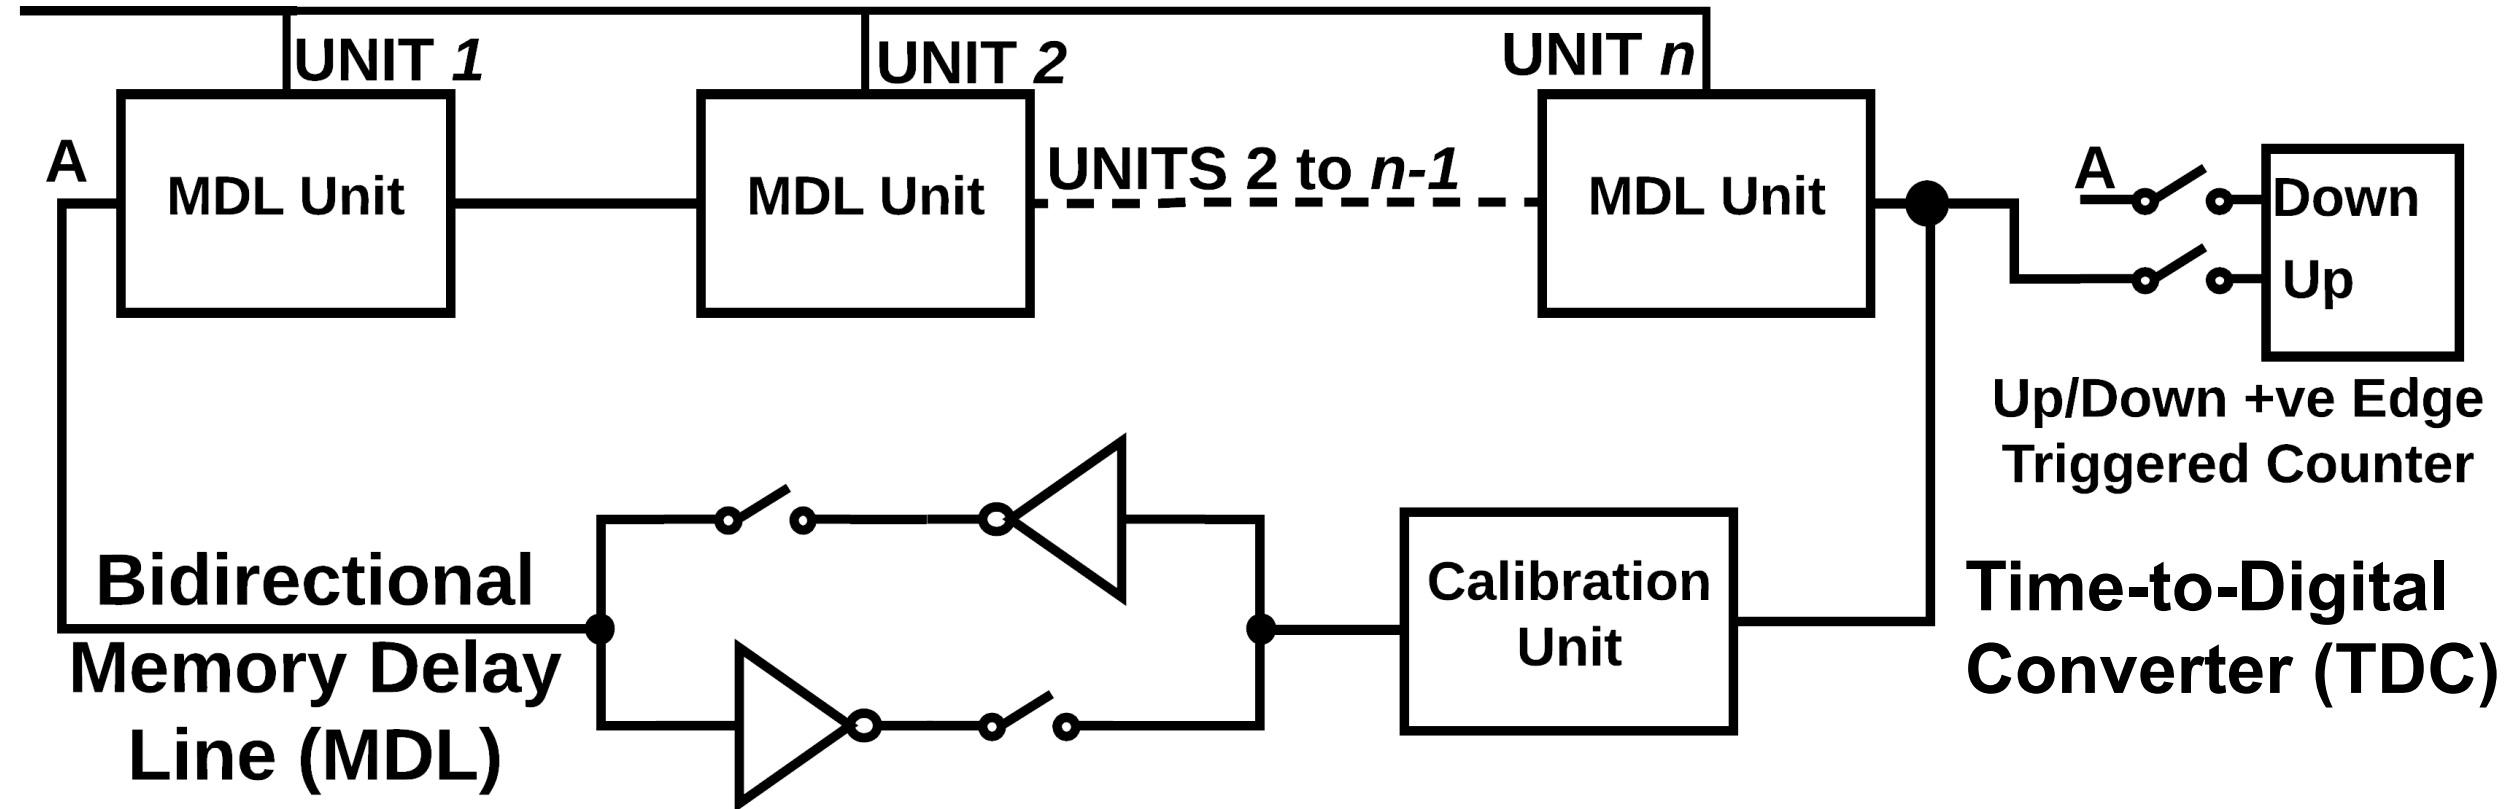 UNIT 1
UNIT 2
UNIT n
A
MDL Unit
MDL Unit
UNITS 2 to n-1
MDL Unit
A
Down
Up
Up/Down +ve Edge
Triggered Counter
Bidirectional
Memory Delay
Line (MDL)
Calibration
Unit
Time-to-Digital
Converter (TDC)